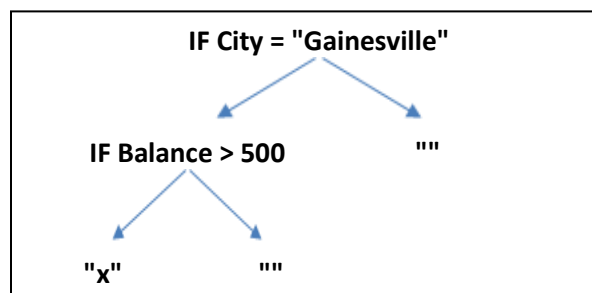 IF City = "Gainesville"
IF Balance > 500
""
"x"
""